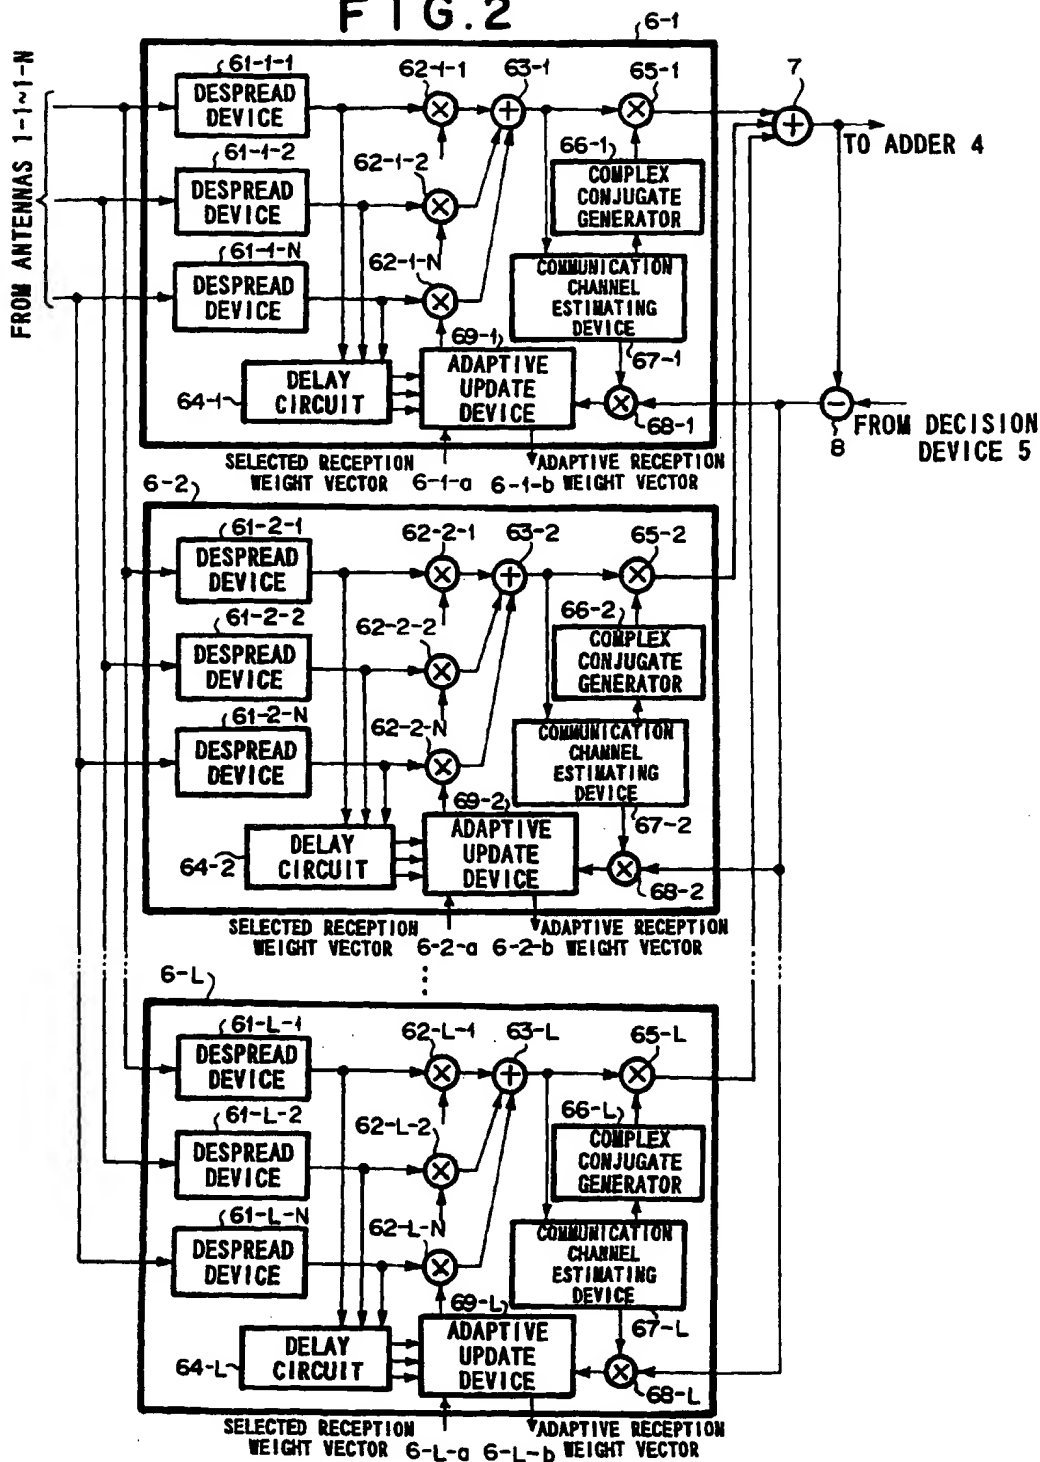 FIG.2
6-1
FROM ANTENNAS 1-1~1-N
61-1-1
DESPREAD
DEVICE
61-1-2
DESPREAD
DEVICE
61-1-N
DESPREAD
DEVICE
62-1-1
62-1-2
62-1-N
63-1
65-1
66-1
COMPLEX
CONJUGATE
GENERATOR
COMMUNICATION
CHANNEL
ESTIMATING
DEVICE
67-1
64-1
DELAY
CIRCUIT
69-1
ADAPTIVE
UPDATE
DEVICE
68-1
7
TO ADDER 4
8
FROM DECISION
DEVICE 5
SELECTED RECEPTION
WEIGHT VECTOR
6-1-a
6-1-b
ADAPTIVE RECEPTION
WEIGHT VECTOR
6-2
61-2-1
DESPREAD
DEVICE
61-2-2
DESPREAD
DEVICE
61-2-N
DESPREAD
DEVICE
62-2-1
62-2-2
62-2-N
63-2
65-2
66-2
COMPLEX
CONJUGATE
GENERATOR
COMMUNICATION
CHANNEL
ESTIMATING
DEVICE
67-2
64-2
DELAY
CIRCUIT
69-2
ADAPTIVE
UPDATE
DEVICE
68-2
SELECTED RECEPTION
WEIGHT VECTOR
6-2-a
6-2-b
ADAPTIVE RECEPTION
WEIGHT VECTOR
6-L
61-L-1
DESPREAD
DEVICE
61-L-2
DESPREAD
DEVICE
61-L-N
DESPREAD
DEVICE
62-L-1
62-L-2
62-L-N
63-L
65-L
66-L
COMPLEX
CONJUGATE
GENERATOR
COMMUNICATION
CHANNEL
ESTIMATING
DEVICE
67-L
64-L
DELAY
CIRCUIT
69-L
ADAPTIVE
UPDATE
DEVICE
68-L
SELECTED RECEPTION
WEIGHT VECTOR
6-L-a
6-L-b
ADAPTIVE RECEPTION
WEIGHT VECTOR